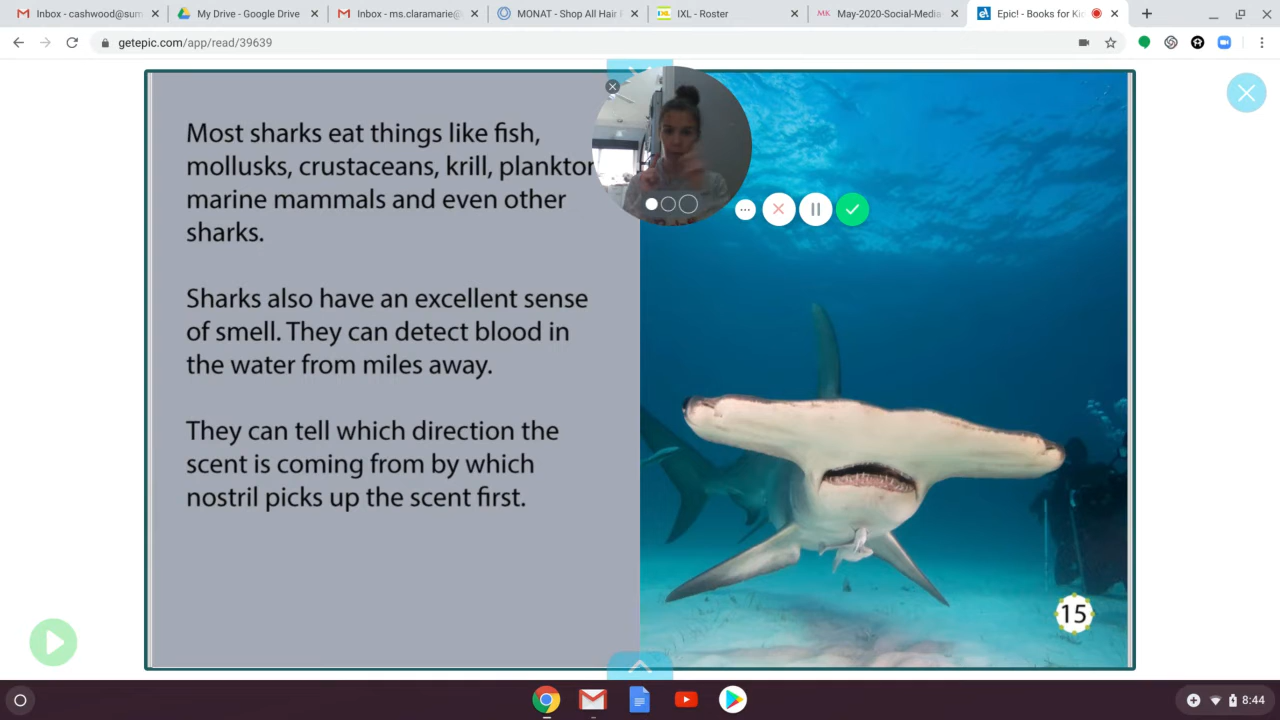 Inbox - cashwood@sum
My Drive - Google Drive
Inbox - mc.claramarie@g
MONAT - Shop All Hair F
IXL - Roster
May-2020-Social-Media
Epic! - Books for Kid
getepic.com/app/read/39639
Most sharks eat things like fish,
mollusks, crustaceans, krill, plankton
marine mammals and even other
sharks.
Sharks also have an excellent sense
of smell. They can detect blood in
the water from miles away.
They can tell which direction the
scent is coming from by which
nostril picks up the scent first.
15
8:44